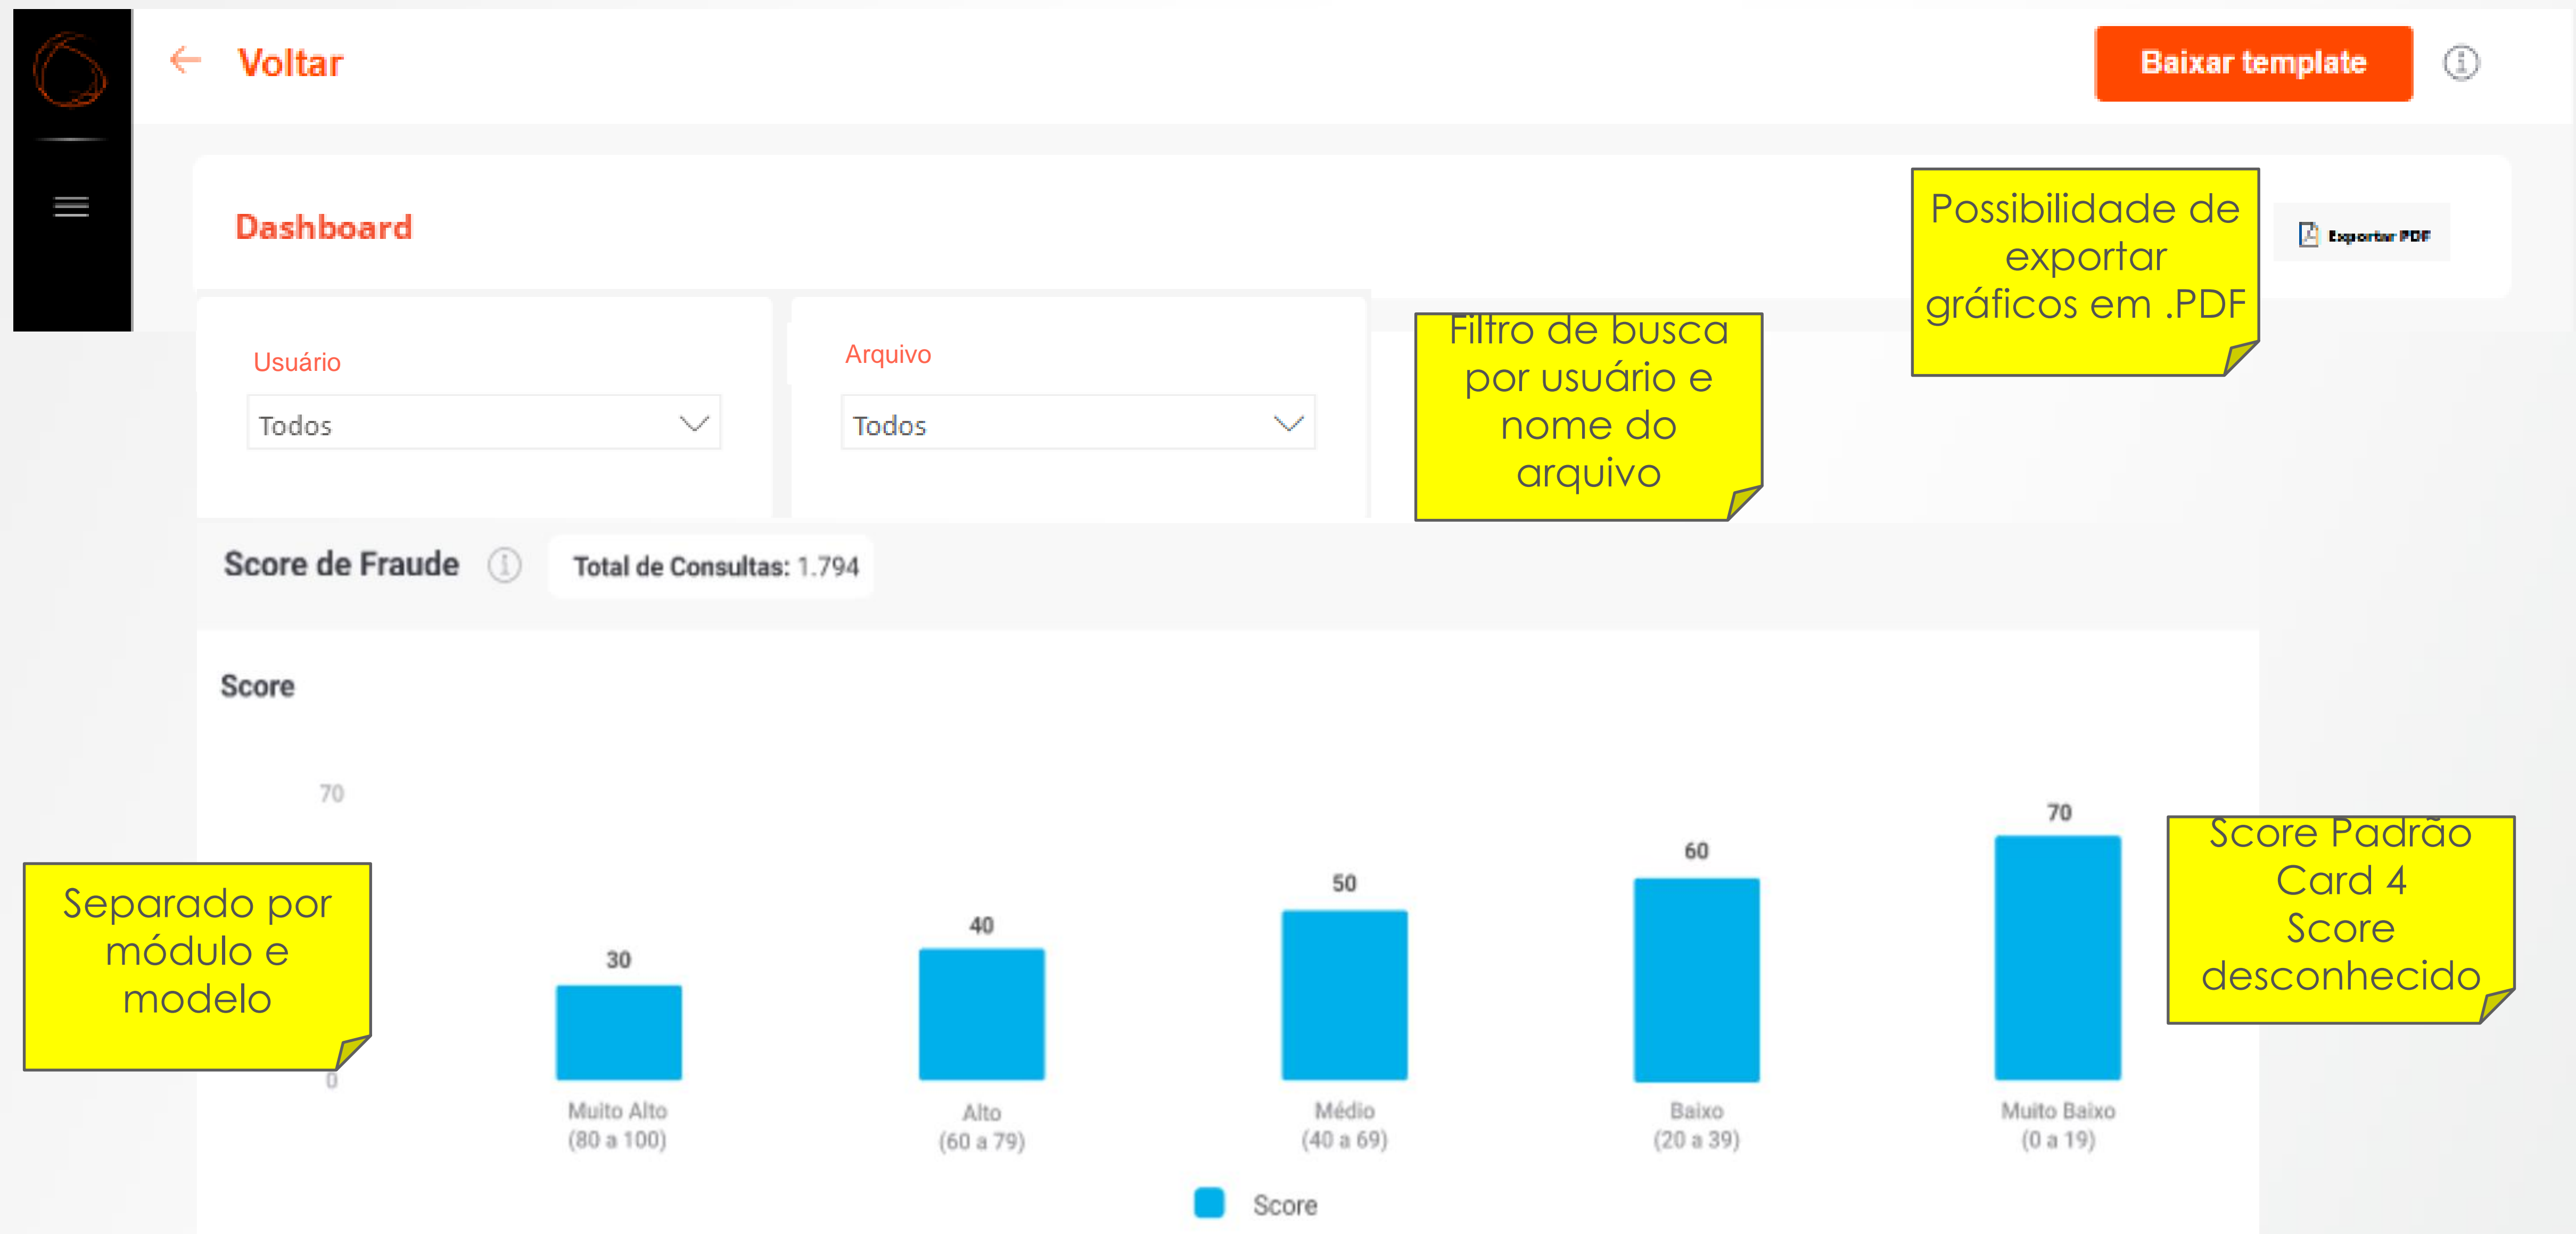 Voltar
Baixar template
Dashboard
Possibilidade de
exportar
gráficos em .PDF
Exportar PDF
Usuário
Todos
Arquivo
Todos
Filtro de busca
por usuário e
nome do
arquivo
Score de Fraude
Total de Consultas: 1.794
Score
70
0
Separado por
módulo e
modelo
30
40
50
60
70
Score Padrão
Card 4
Score
desconhecido
Muito Alto
(80 a 100)
Alto
(60 a 79)
Médio
(40 a 69)
Baixo
(20 a 39)
Muito Baixo
(0 a 19)
Score